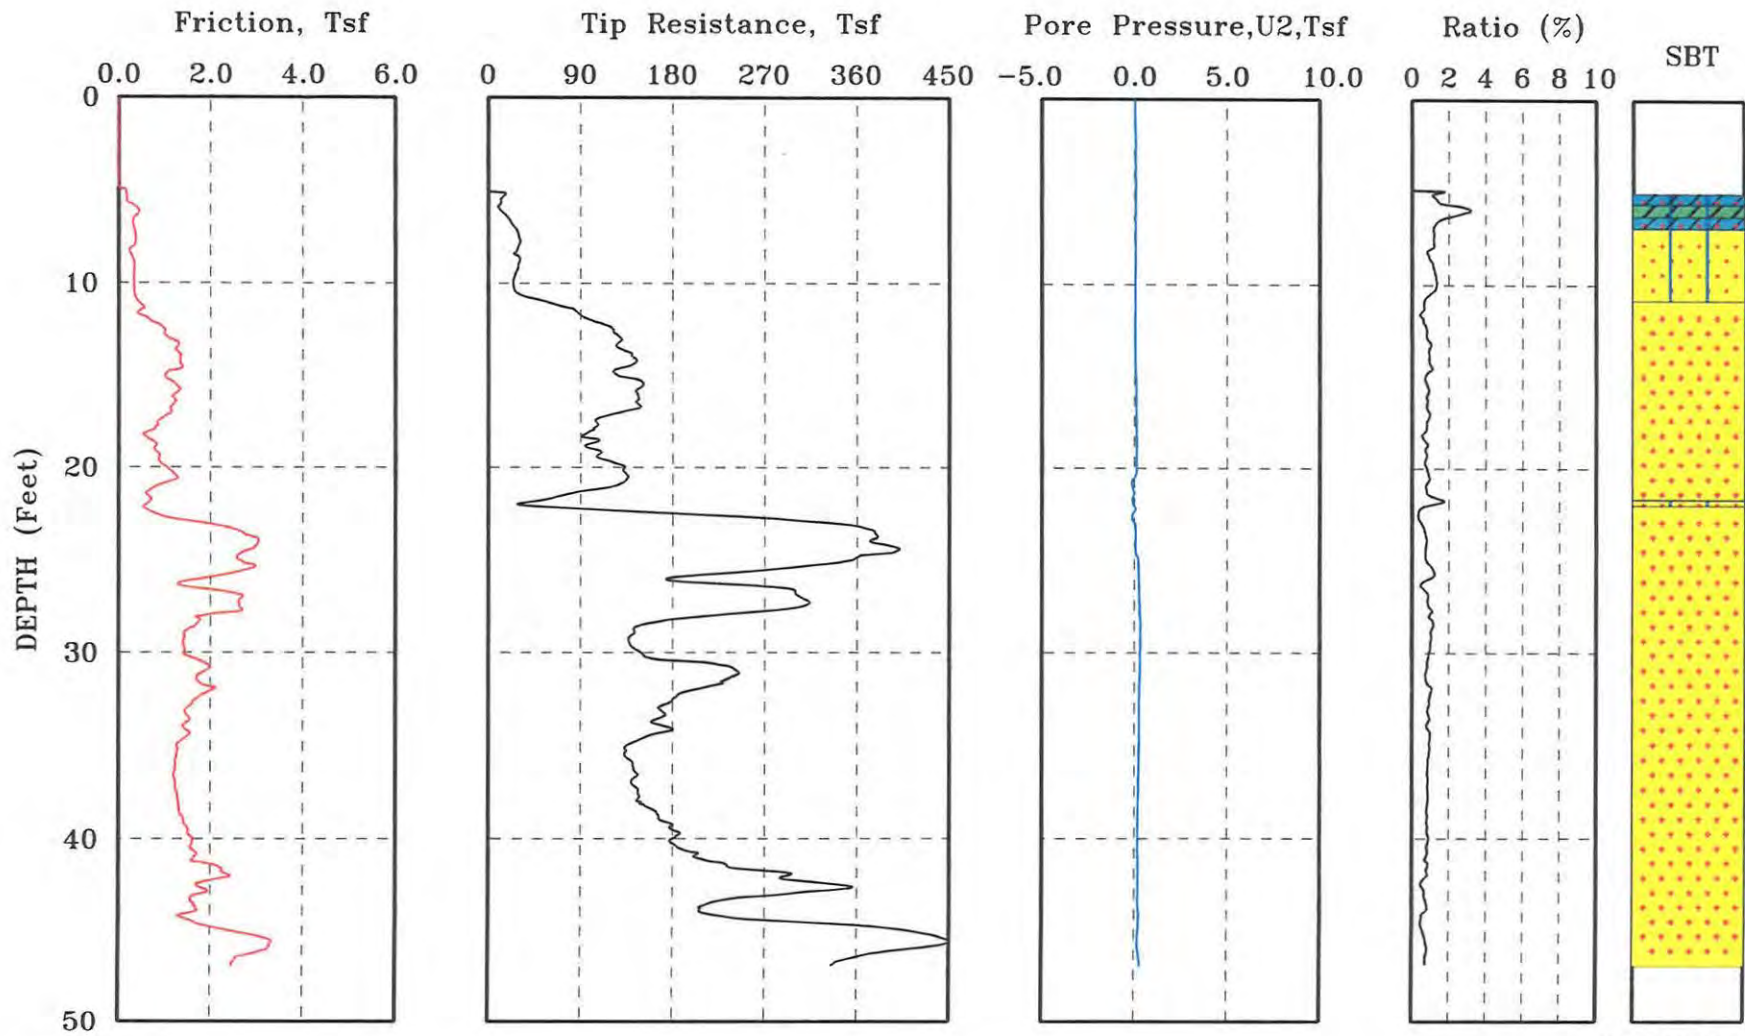 Friction, Tsf
Tip Resistance, Tsf
Pore Pressure,U2,Tsf
Ratio (%)
SBT
0.0 2.0 4.0 6.0
0 90 180 270 360 450
-5.0 0.0 5.0 10.0
0 2 4 6 8 10
0
10
20
30
40
50
DEPTH (Feet)